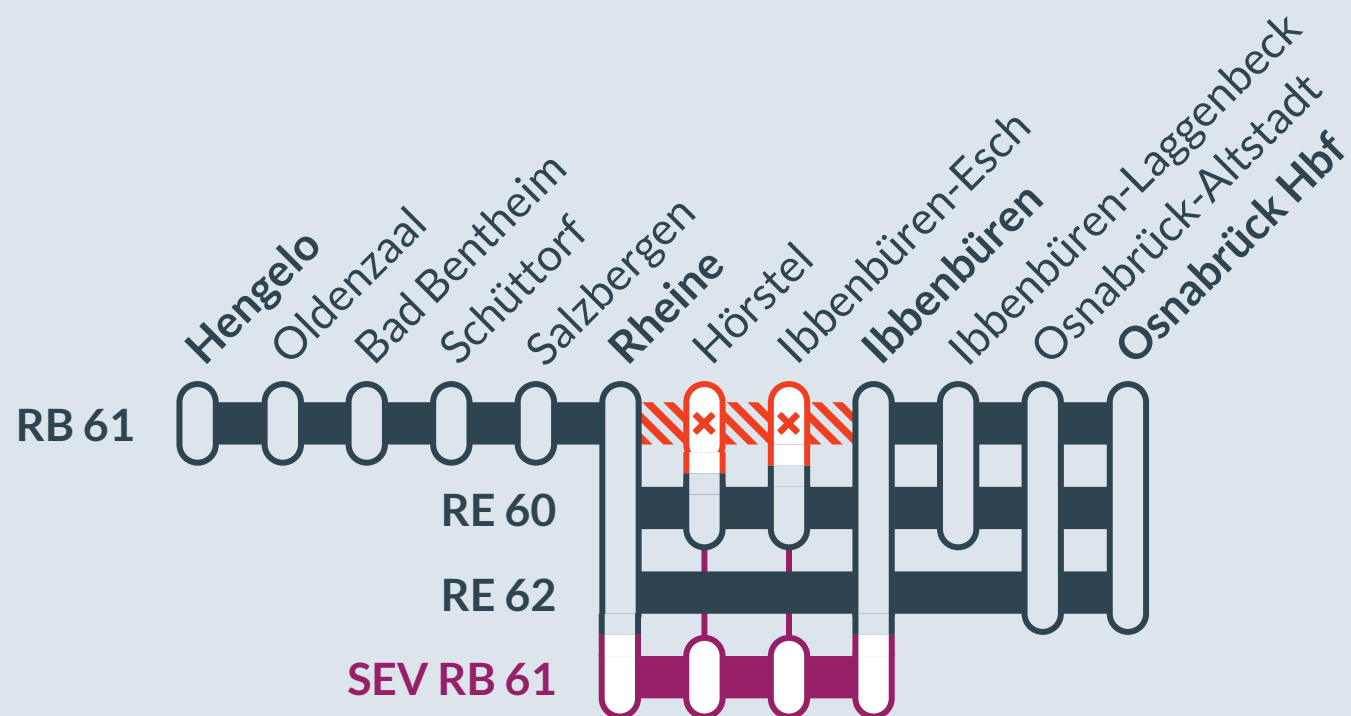 Hengelo
Oldenzaal
Bad Bentheim
Schüttorf
Salzbergen
Rheine
Hörstel
Ibbenbüren-Esch
Ibbenbüren
Ibbenbüren-Laggenbeck
Osnabrück-Altstadt
Osnabrück Hbf
RB 61
RE 60
RE 62
SEV RB 61